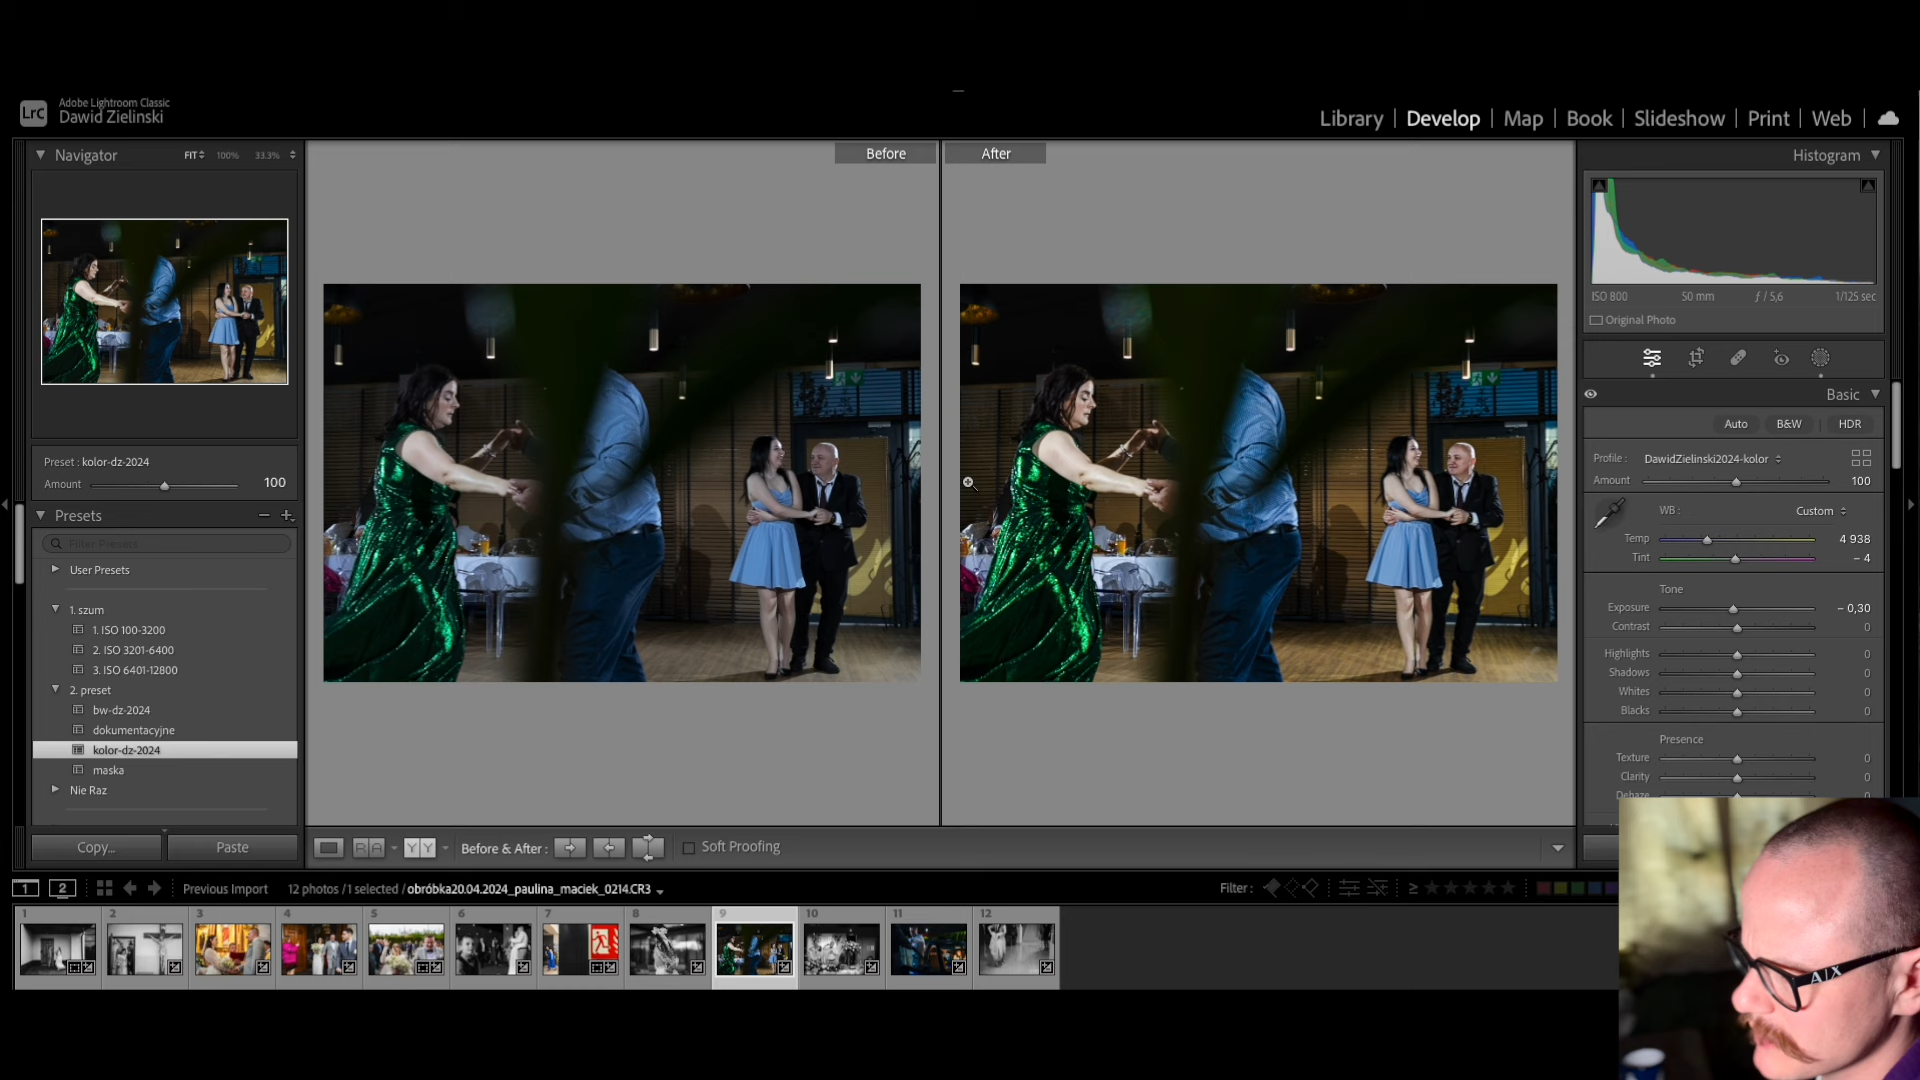 LrC
Adobe Lightroom Classic
Dawid Zielinski
Library | Develop | Map | Book | Slideshow | Print | Web
Navigator FIT 100% 33.3%
Before
After
Histogram
ISO 800 50 mm ƒ / 5,6 1/125 sec
Original Photo
Basic
Auto B&W HDR
Profile : DawidZielinski2024-kolor
Amount 100
WB : Custom
Temp 4 938
Tint – 4
Tone
Exposure – 0,30
Contrast 0
Highlights 0
Shadows 0
Whites 0
Blacks 0
Presence
Texture 0
Clarity 0
Dehaze
Preset : kolor-dz-2024
Amount 100
Presets
Filter Presets
User Presets
1. szum
1. ISO 100-3200
2. ISO 3201-6400
3. ISO 6401-12800
2. preset
bw-dz-2024
dokumentacyjne
kolor-dz-2024
maska
Nie Raz
Copy... Paste
R A Y Y Before & After : Soft Proofing
1 2 Previous Import 12 photos /1 selected / obróbka20.04.2024_paulina_maciek_0214.CR3
Filter : ≥
1 2 3 4 5 6 7 8 9 10 11 12
A/X